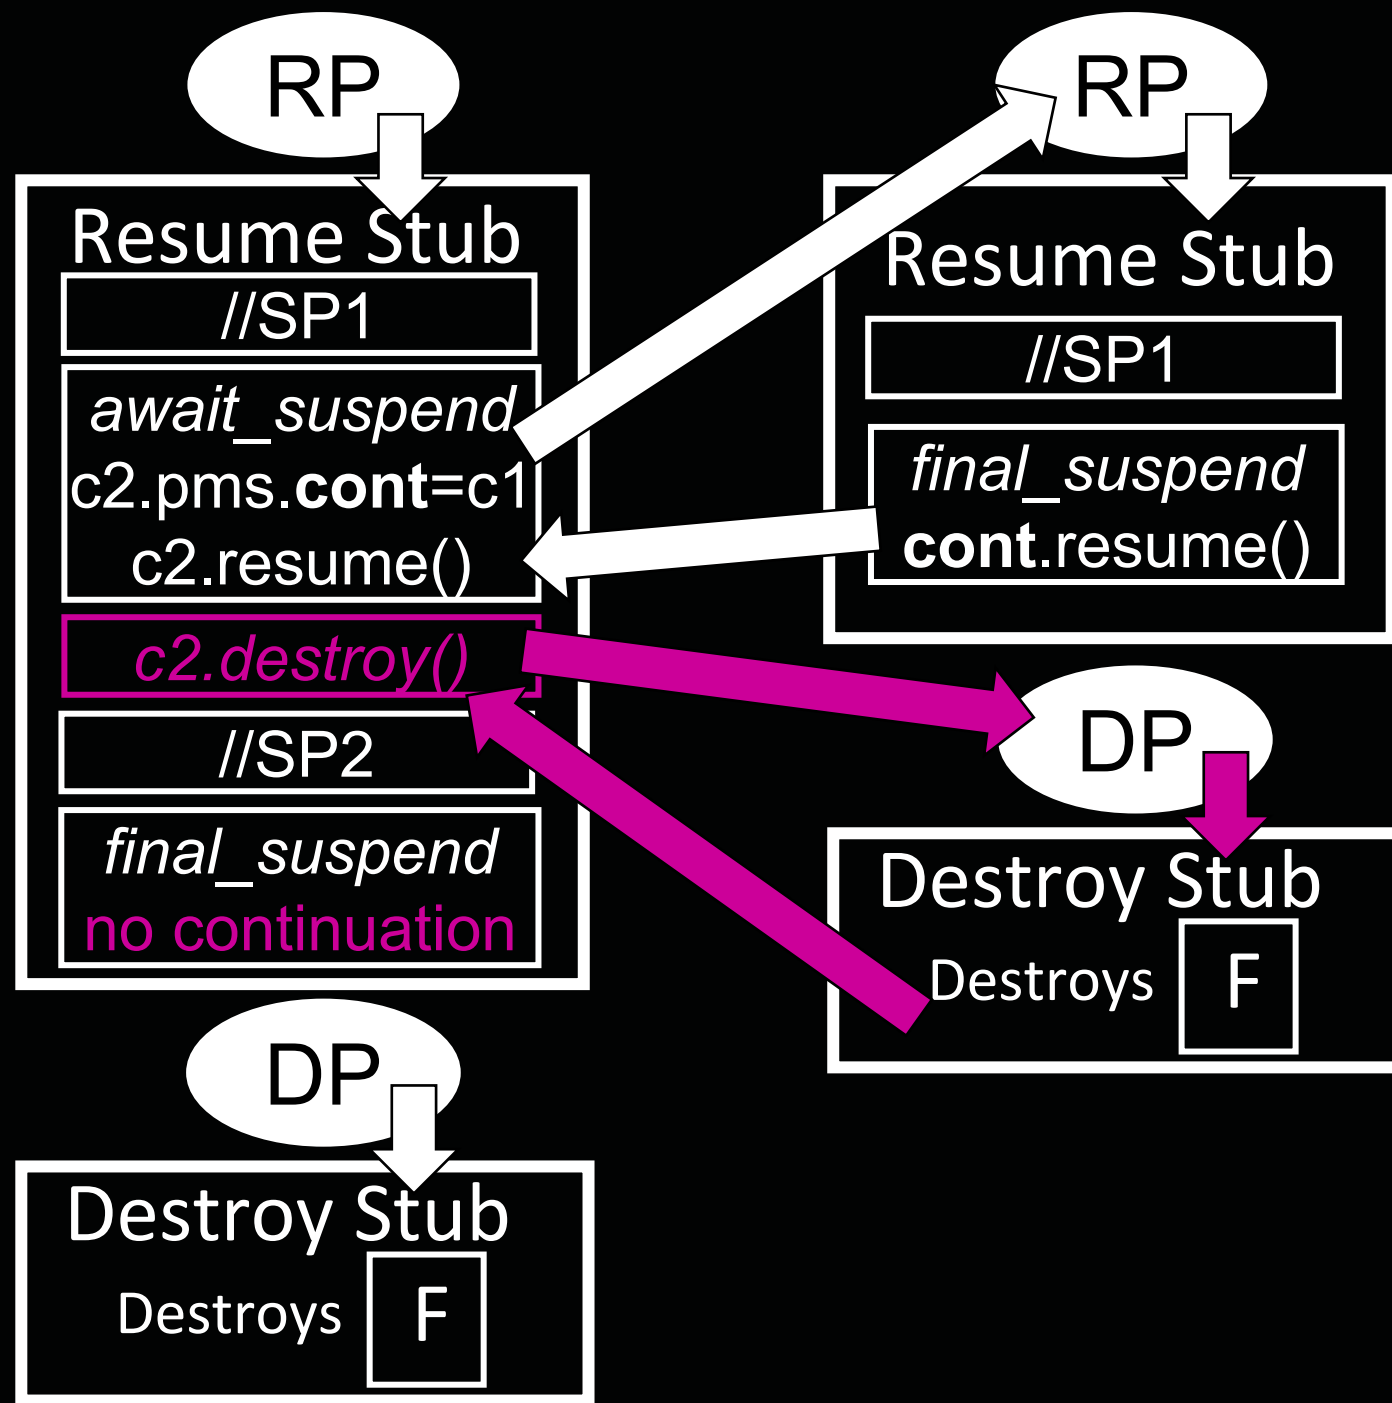 RP
Resume Stub
//SP1
await_suspend
c2.pms.cont=c1
c2.resume()
c2.destroy()
//SP2
final_suspend
no continuation
DP
Destroy Stub
Destroys F
RP
Resume Stub
//SP1
final_suspend
cont.resume()
DP
Destroy Stub
Destroys F